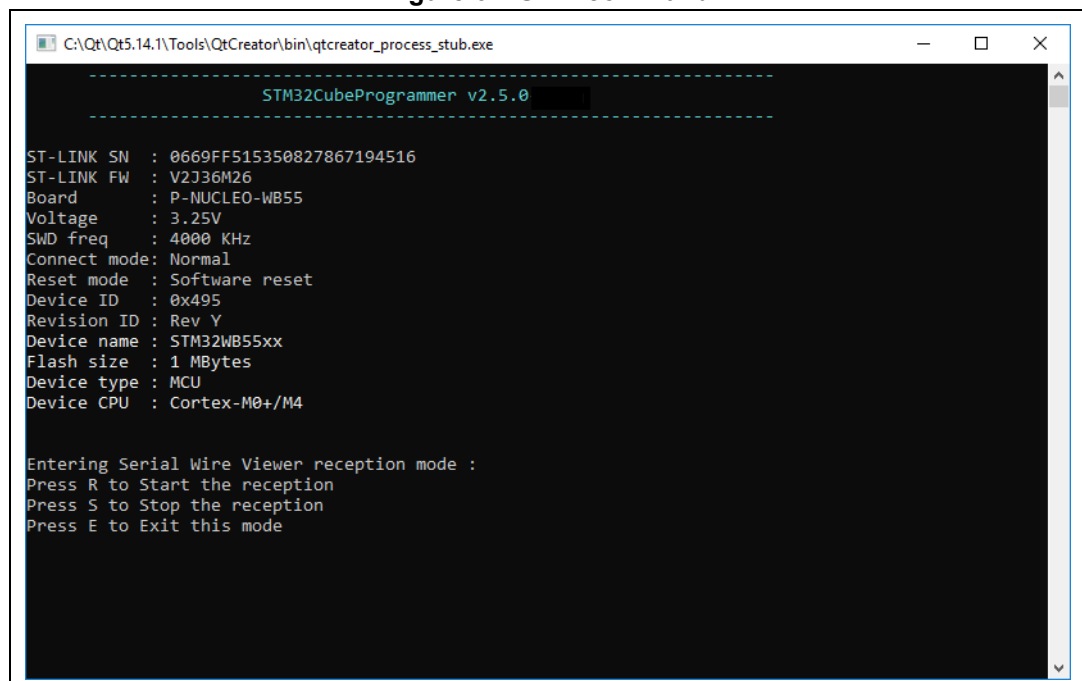 C:\Qt\Qt5.14.1\Tools\QtCreator\bin\qtcreator_process_stub.exe
-------------------------------------------------------------------
STM32CubeProgrammer v2.5.0
-------------------------------------------------------------------
ST-LINK SN  : 0669FF515350827867194516
ST-LINK FW  : V2J36M26
Board       : P-NUCLEO-WB55
Voltage     : 3.25V
SWD freq    : 4000 KHz
Connect mode: Normal
Reset mode  : Software reset
Device ID   : 0x495
Revision ID : Rev Y
Device name : STM32WB55xx
Flash size  : 1 MBytes
Device type : MCU
Device CPU  : Cortex-M0+/M4
Entering Serial Wire Viewer reception mode :
Press R to Start the reception
Press S to Stop the reception
Press E to Exit this mode